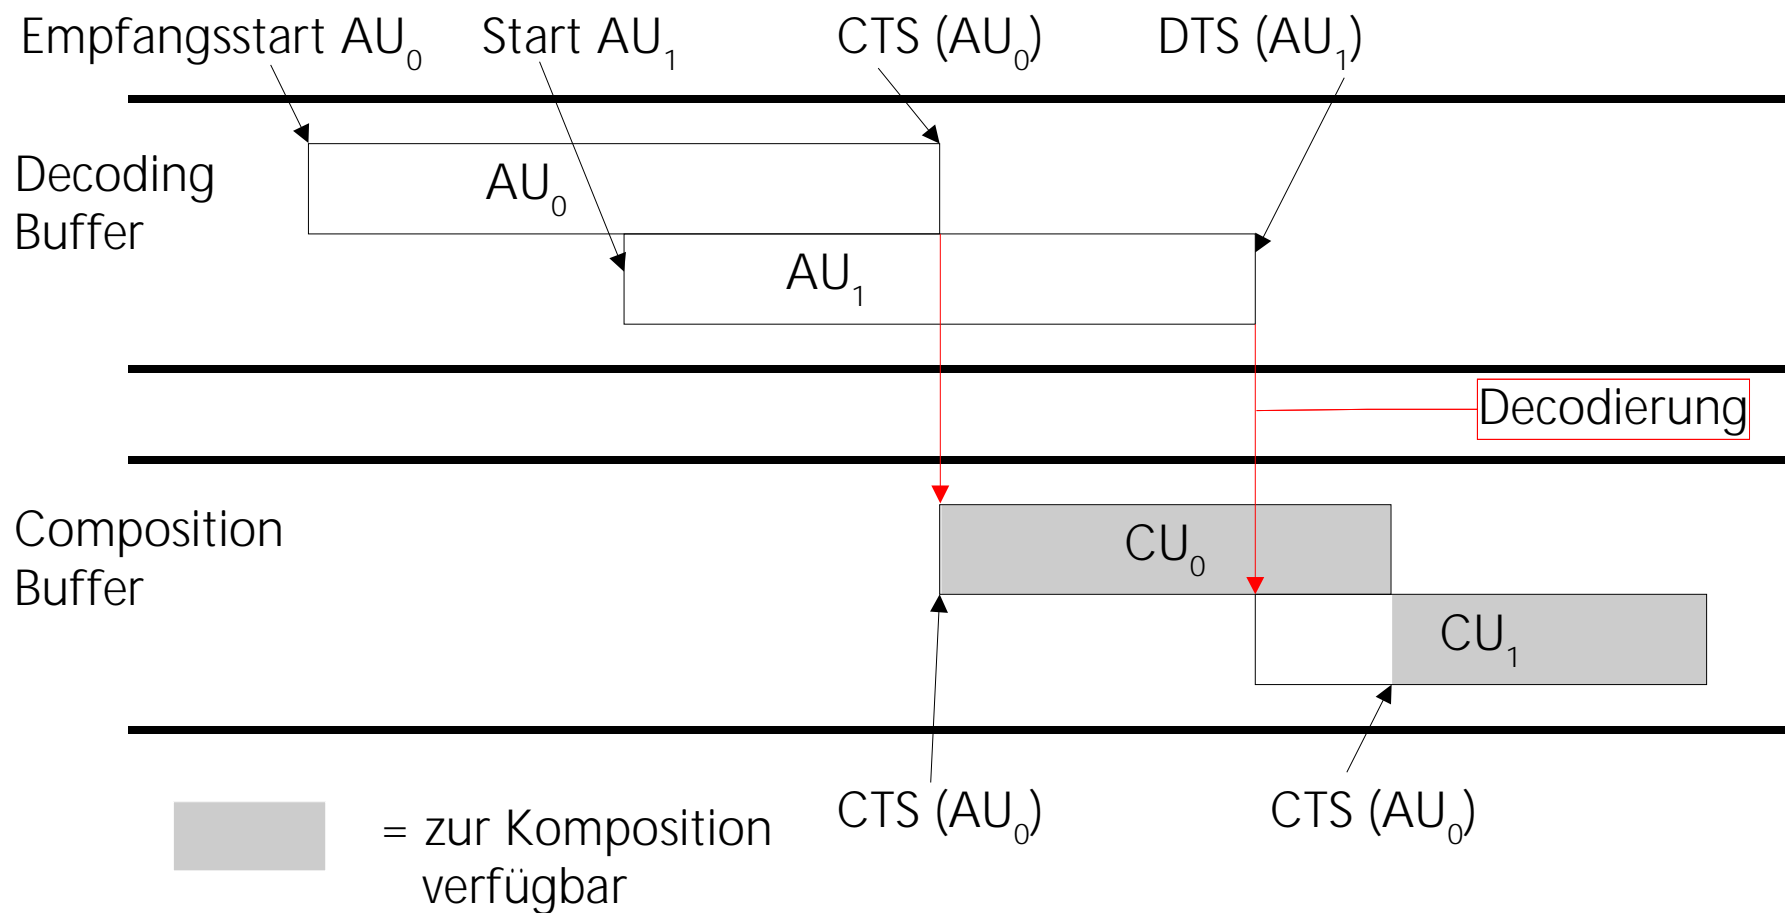 Empfangsstart AU₀ Start AU₁ CTS (AU₀) DTS (AU₁)
Decoding
Buffer
AU₀
AU₁
Decodierung
Composition
Buffer
CU₀
CU₁
CTS (AU₀) CTS (AU₀)
= zur Komposition
verfügbar